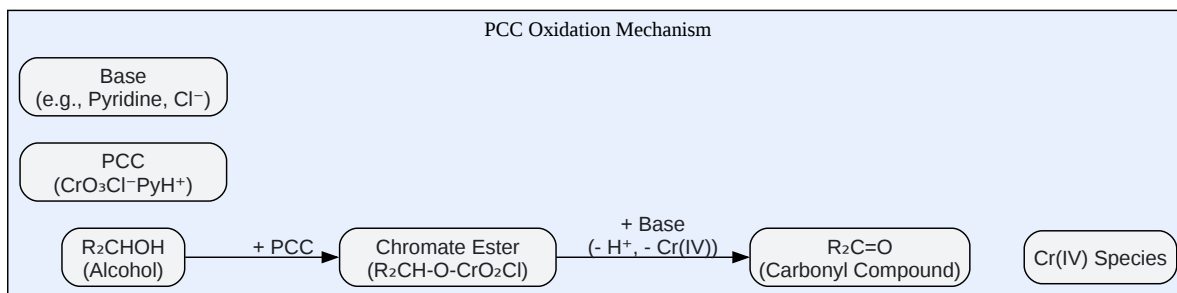 PCC Oxidation Mechanism
Base
(e.g., Pyridine, Cl⁻)
PCC
(CrO₃Cl⁻PyH⁺)
R₂CHOH
(Alcohol)
+ PCC
Chromate Ester
(R₂CH-O-CrO₂Cl)
+ Base
(- H⁺, - Cr(IV))
R₂C=O
(Carbonyl Compound)
Cr(IV) Species